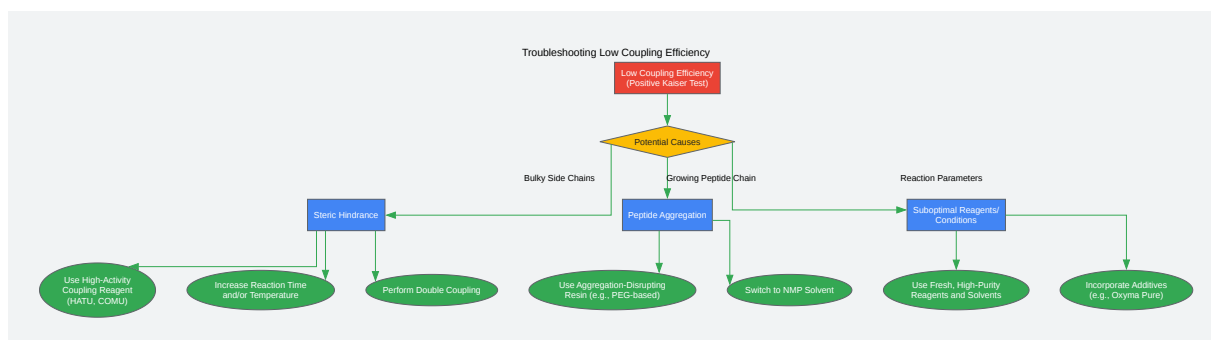 Troubleshooting Low Coupling Efficiency
Low Coupling Efficiency
(Positive Kaiser Test)
Potential Causes
Bulky Side Chains
Growing Peptide Chain
Reaction Parameters
Steric Hindrance
Peptide Aggregation
Suboptimal Reagents/
Conditions
Use High-Activity
Coupling Reagent
(HATU, COMU)
Increase Reaction Time
and/or Temperature
Perform Double Coupling
Use Aggregation-Disrupting
Resin (e.g., PEG-based)
Switch to NMP Solvent
Use Fresh, High-Purity
Reagents and Solvents
Incorporate Additives
(e.g., Oxyma Pure)